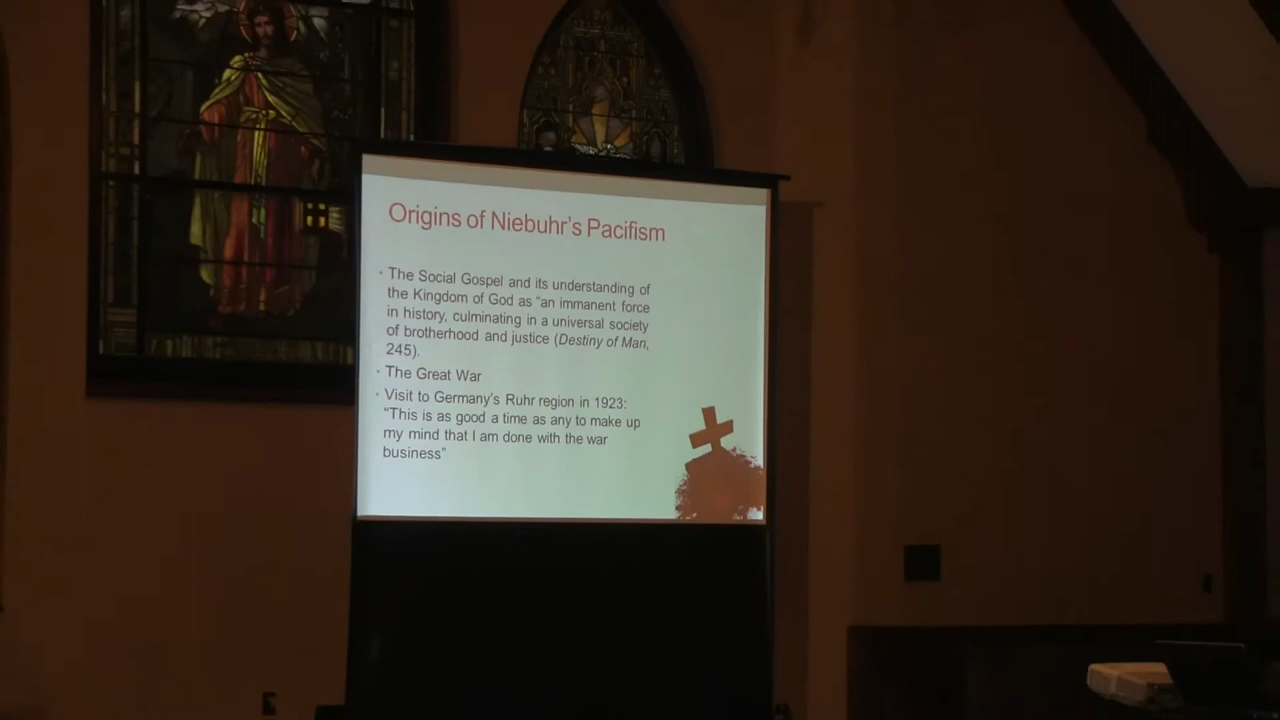 Origins of Niebuhr's Pacifism
• The Social Gospel and its understanding of
the Kingdom of God as “an immanent force
in history, culminating in a universal society
of brotherhood and justice (Destiny of Man,
245).
• The Great War
• Visit to Germany's Ruhr region in 1923:
“This is as good a time as any to make up
my mind that I am done with the war
business”